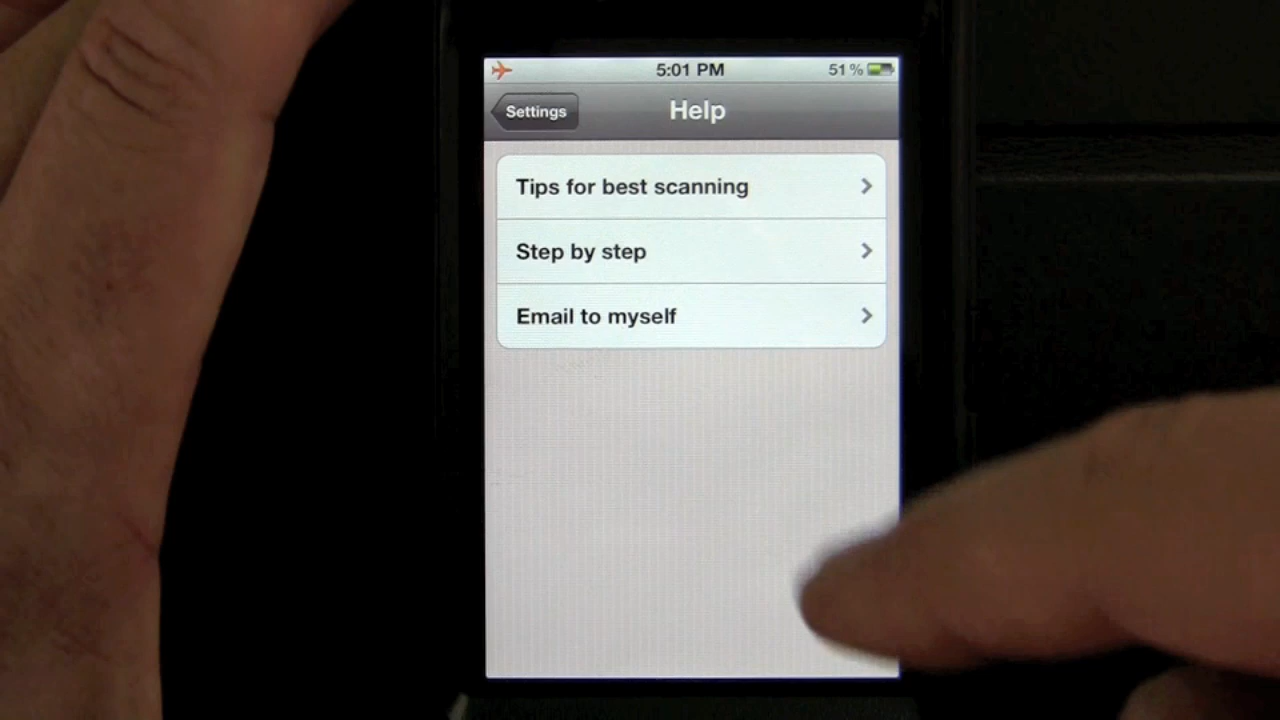 5:01 PM 51%
Settings Help
Tips for best scanning
Step by step
Email to myself